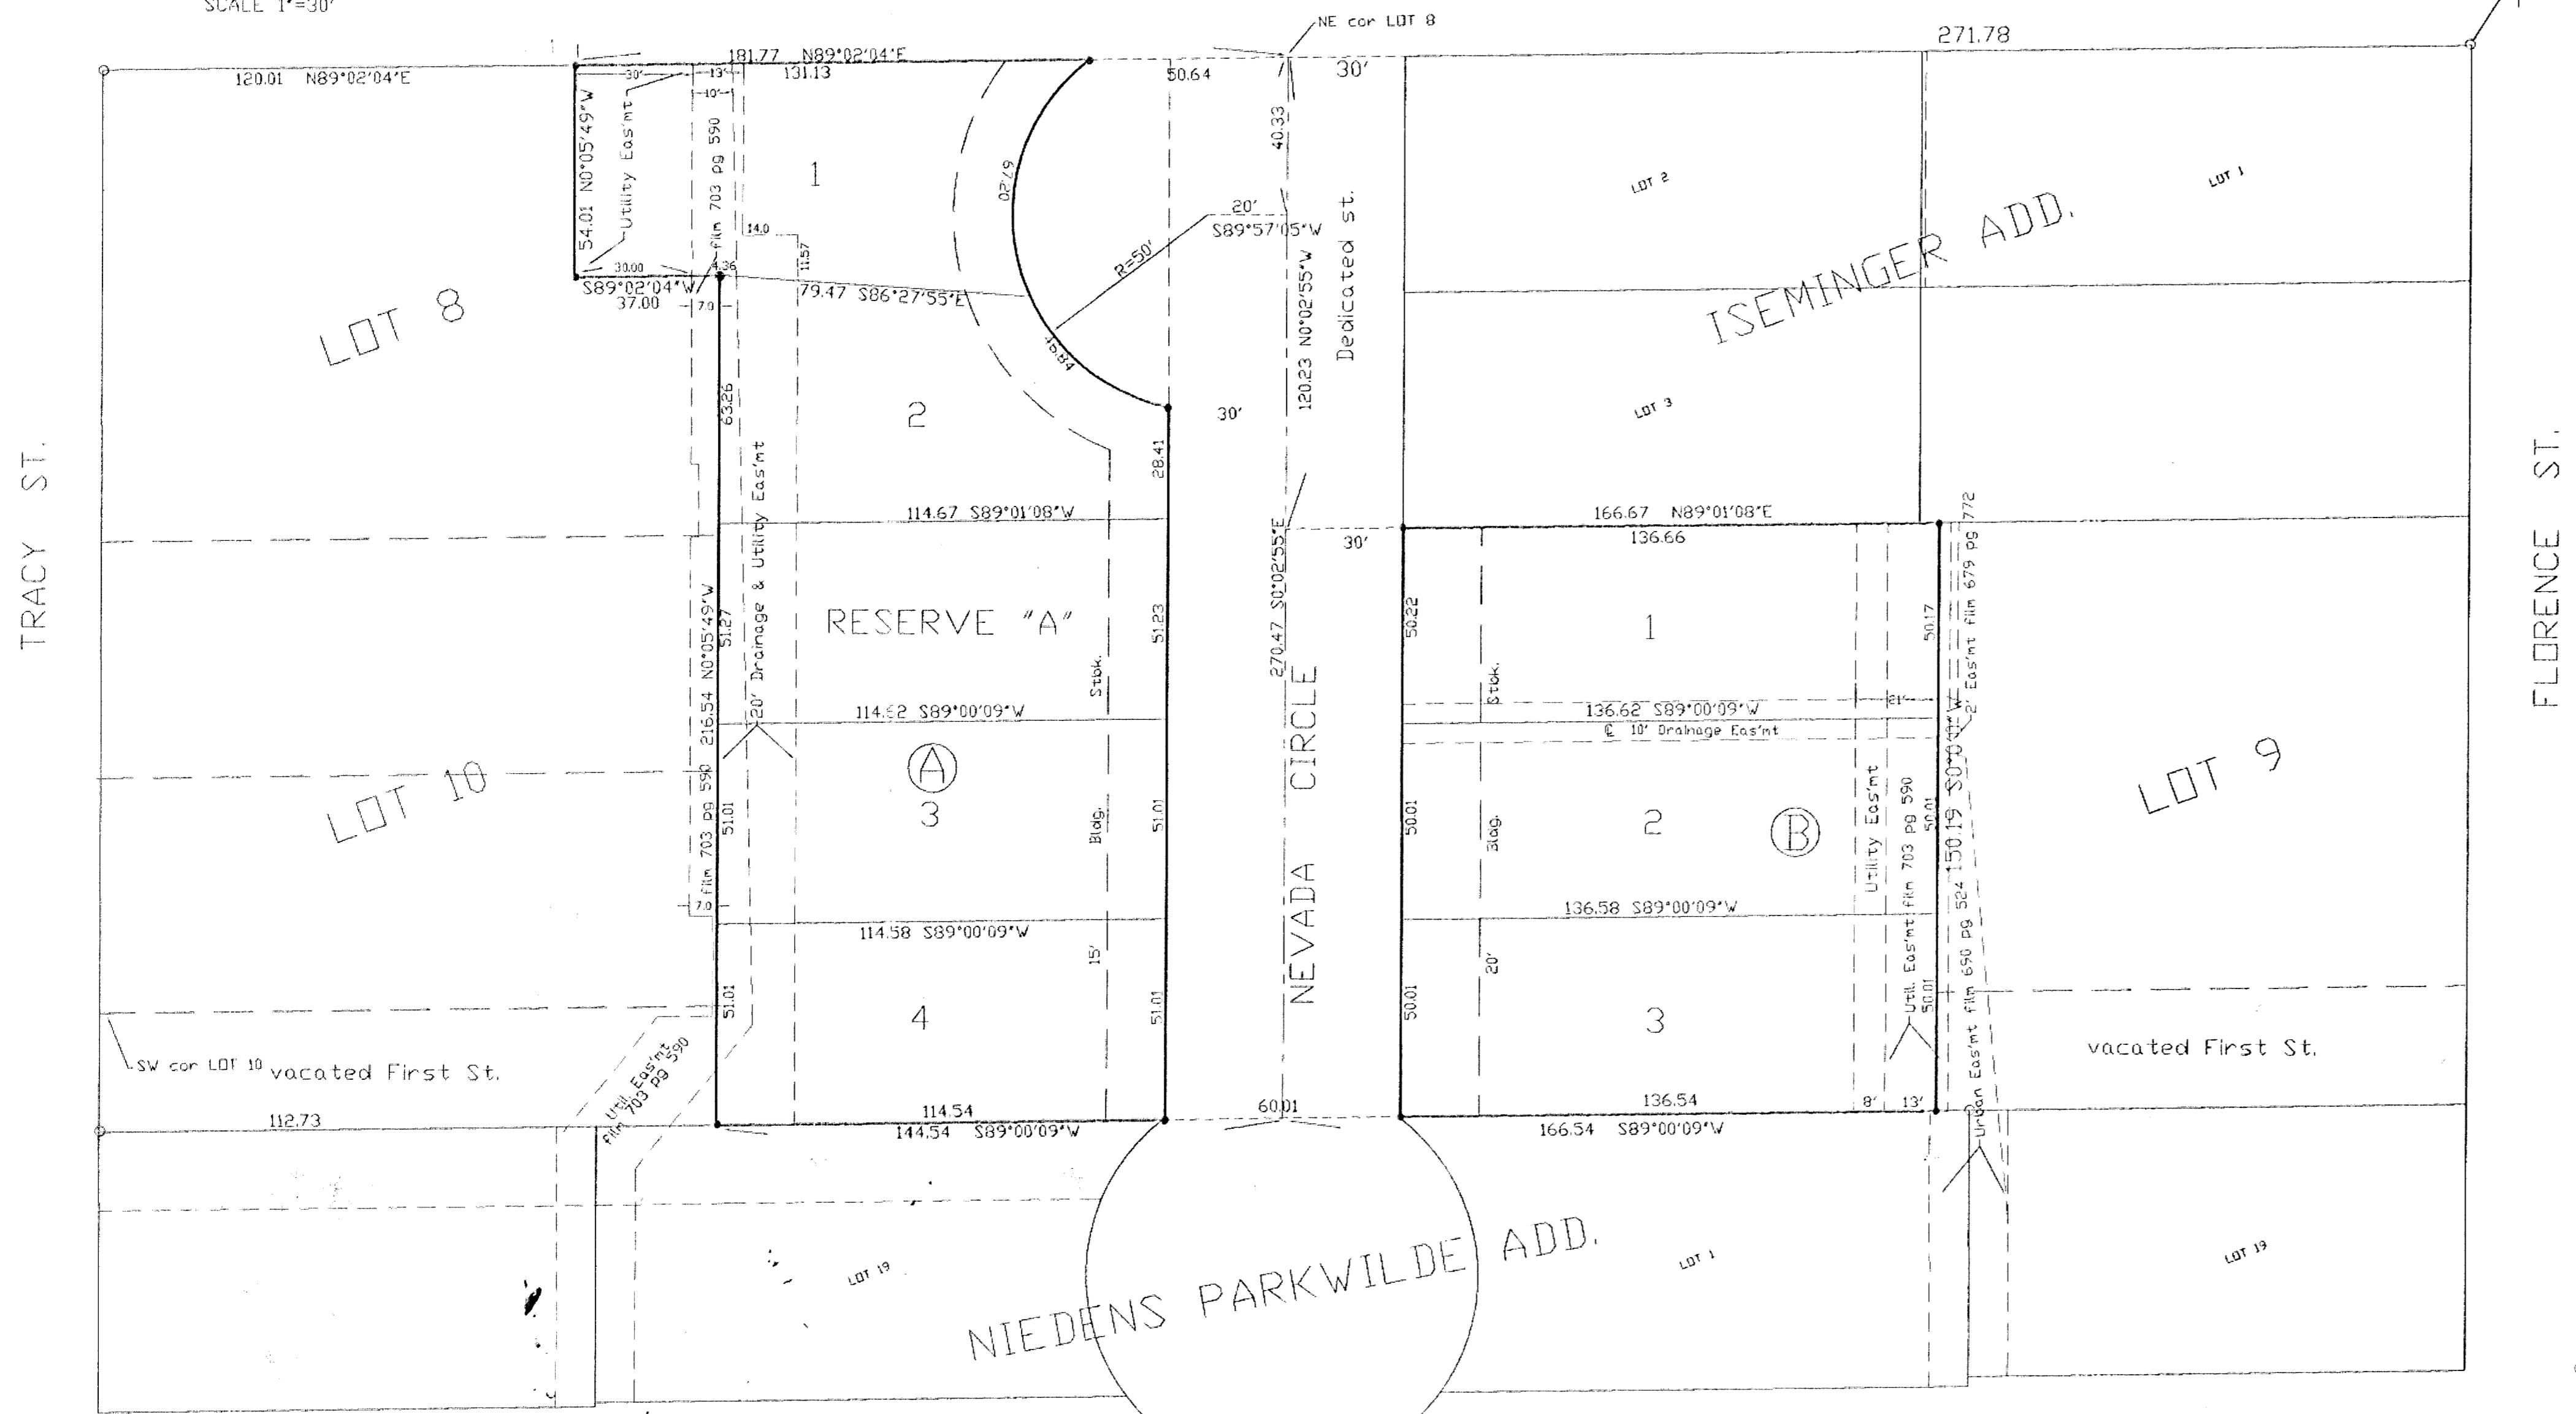 SCALE 1"=30'
NE cor LOT 8
271.78
181.77 N89°02'04"E
120.01 N89°02'04"E
30'
13'
131.13
50.64
30'
10'
40.33
54.01 N0°05'49"W
Utility Eas'mt
film 703 pg 590
1
67.20
20'
S89°57'05"W
R=50'
120.23 N0°02'55"W
Dedicated st.
LOT 2
LOT 1
ISEMINGER ADD.
14.0
11.57
30.00
4.36
S89°02'04"W
37.00
7.0
79.47 S86°27'55"E
LOT 8
46.84
63.26
2
30'
28.41
LOT 3
TRACY ST.
FLORENCE ST.
114.67 S89°01'08"W
166.67 N89°01'08"E
30'
136.66
270.47 S0°02'55"E
216.54 N0°05'49"W
51.27
20' Drainage & Utility Eas'mt
RESERVE "A"
51.23
50.22
1
50.17
2' Eas'mt film 679 pg 772
Stbk.
Stbk.
21'
114.62 S89°00'09"W
136.62 S89°00'09"W
℄ 10' Drainage Eas'mt
NEVADA CIRCLE
LOT 10
film 703 pg 590
51.01
A
3
Bldg.
51.01
50.01
Bldg.
2
B
Utility Eas'mt
Util. Eas'mt film 703 pg 590
50.01
LOT 9
7.0
114.58 S89°00'09"W
136.58 S89°00'09"W
51.01
4
15'
51.01
50.01
20'
3
50.01
Urban Eas'mt film 690 pg 524
150.19
SW cor LOT 10
vacated First St.
vacated First St.
Util. Eas'mt
film 703 pg 590
112.73
114.54
144.54 S89°00'09"W
60.01
136.54
8'
13'
166.54 S89°00'09"W
LOT 19
NIEDENS PARKWILDE ADD.
LOT 1
LOT 19